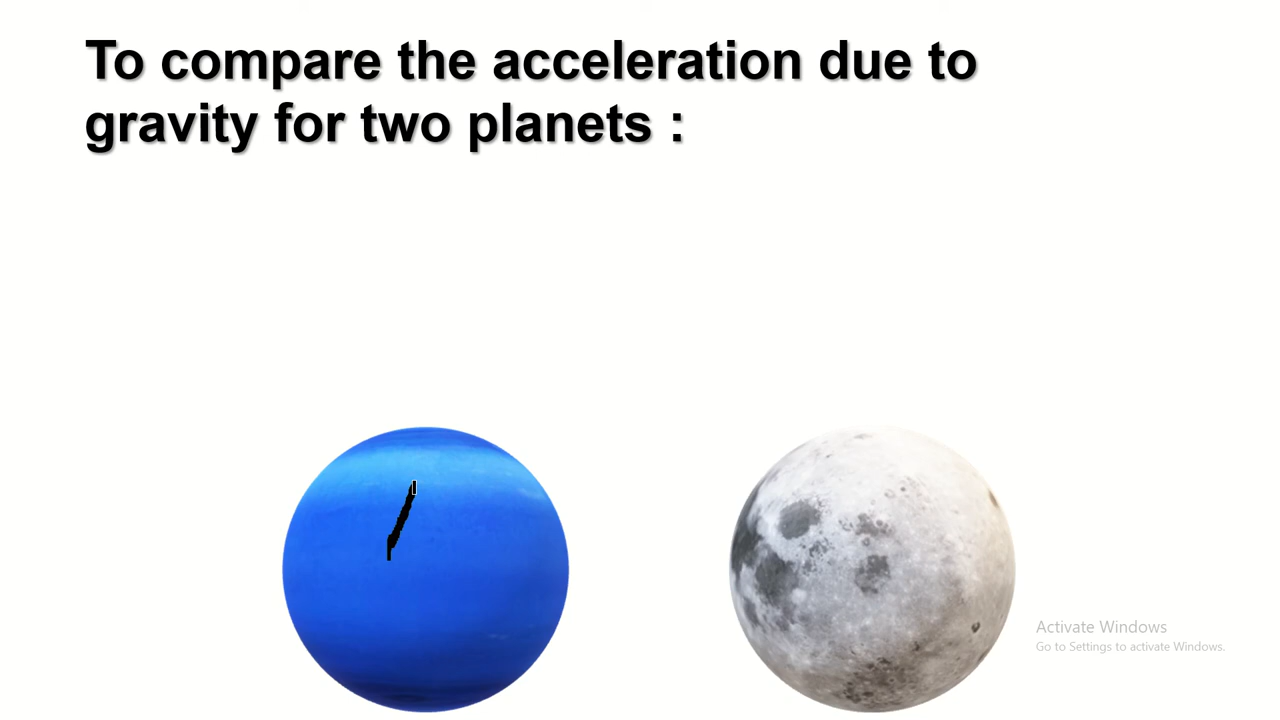 To compare the acceleration due to
gravity for two planets :
Activate Windows
Go to Settings to activate Windows.